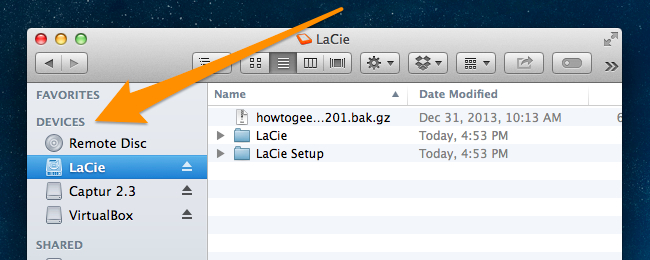 LaCie
FAVORITES
DEVICES
Remote Disc
LaCie
Captur 2.3
VirtualBox
SHARED
Name Date Modified
howtogee...201.bak.gz Dec 31, 2013, 10:13 AM 6
LaCie Today, 4:53 PM
LaCie Setup Today, 4:53 PM